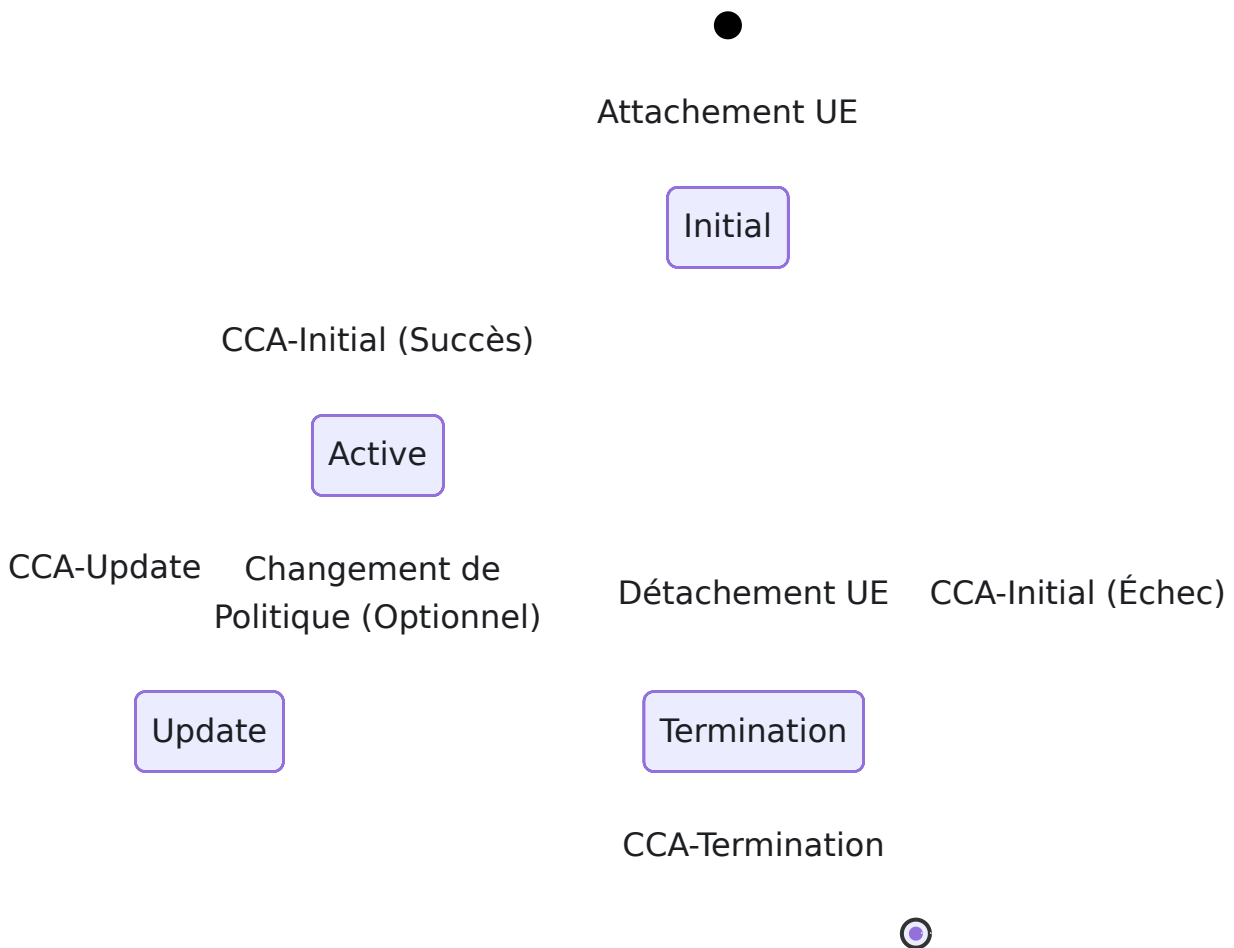 Attachement UE
Initial
CCA-Initial (Succès)
Active
CCA-Update
Changement de
Politique (Optionnel)
Détachement UE
CCA-Initial (Échec)
Update
Termination
CCA-Termination